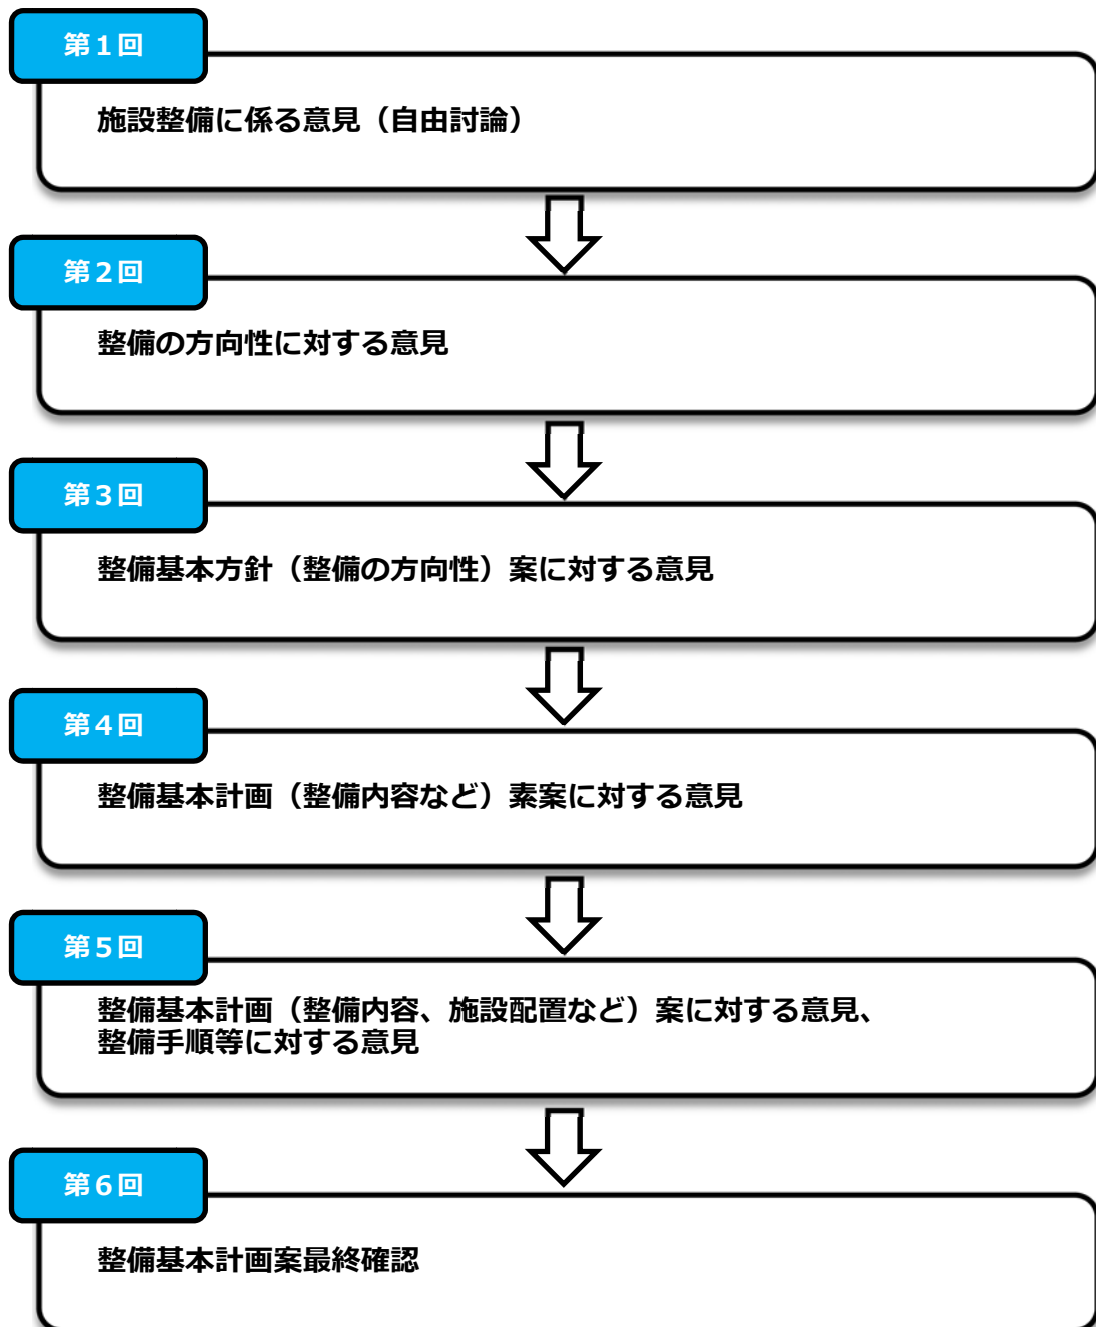 第1回
施設整備に係る意見（自由討論）
第2回
整備の方向性に対する意見
第3回
整備基本方針（整備の方向性）案に対する意見
第4回
整備基本計画（整備内容など）素案に対する意見
第5回
整備基本計画（整備内容、施設配置など）案に対する意見、
整備手順等に対する意見
第6回
整備基本計画案最終確認